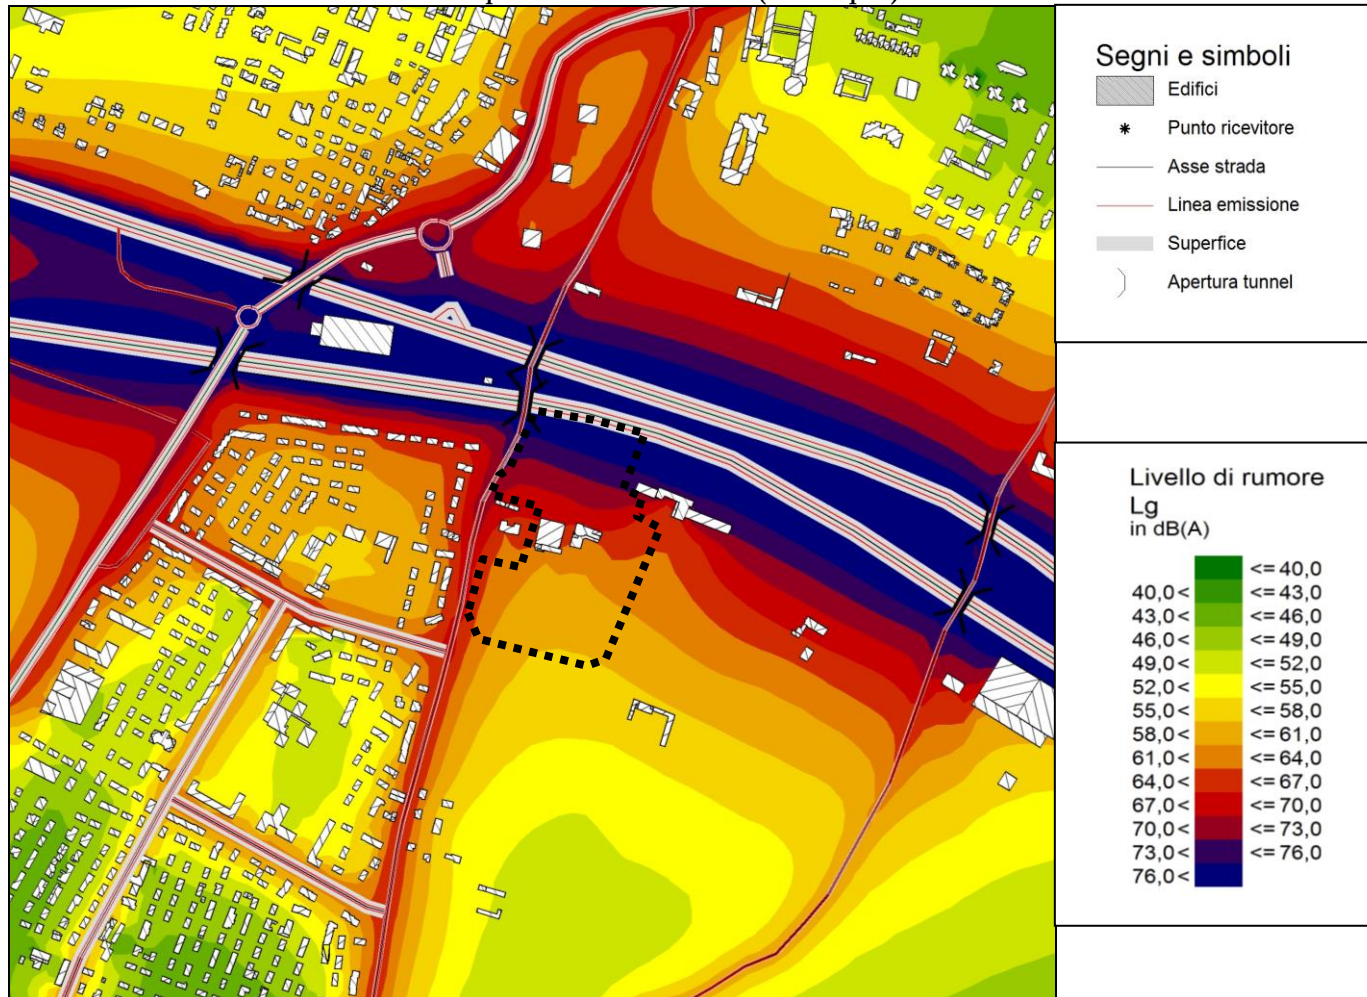 Segni e simboli
Edifici
Punto ricevitore
Asse strada
Linea emissione
Superfice
Apertura tunnel
Livello di rumore
Lg
in dB(A)
<= 40,0
40,0 < <= 43,0
43,0 < <= 46,0
46,0 < <= 49,0
49,0 < <= 52,0
52,0 < <= 55,0
55,0 < <= 58,0
58,0 < <= 61,0
61,0 < <= 64,0
64,0 < <= 67,0
67,0 < <= 70,0
70,0 < <= 73,0
73,0 < <= 76,0
76,0 <